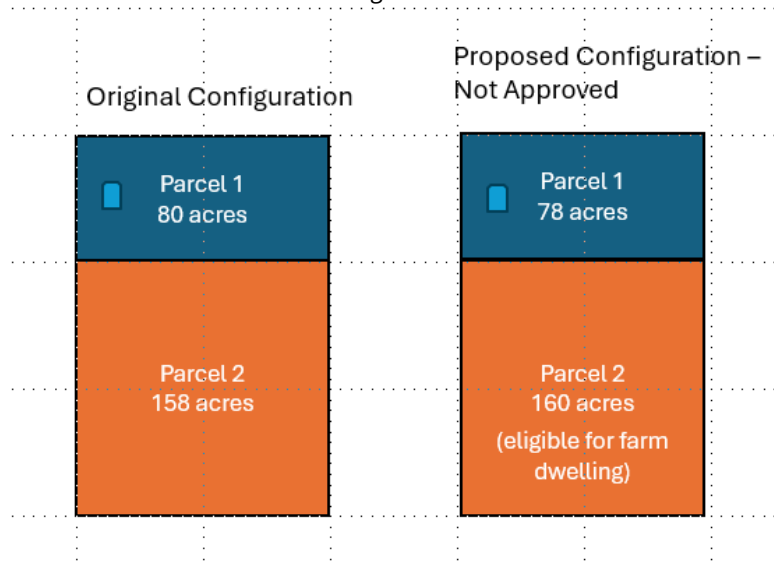 Original Configuration
Parcel 1
80 acres
Parcel 2
158 acres
Proposed Configuration –
Not Approved
Parcel 1
78 acres
Parcel 2
160 acres
(eligible for farm
dwelling)